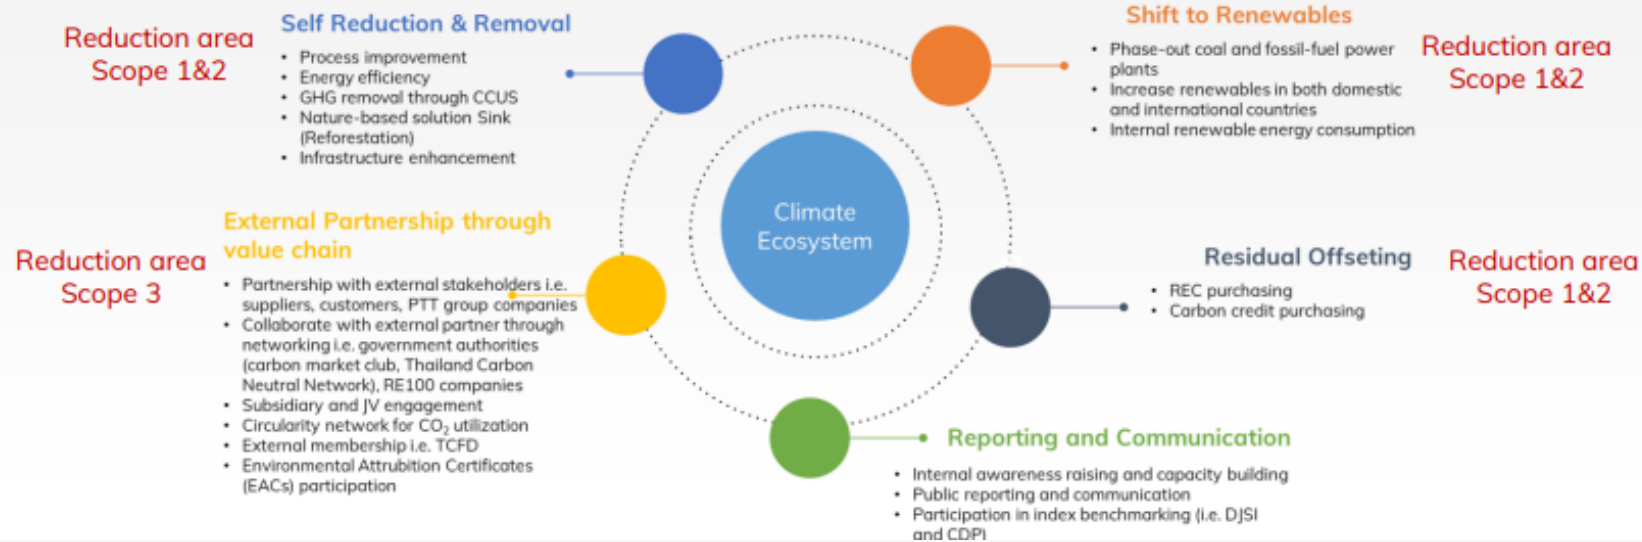 Self Reduction & Removal
Reduction area
Scope 1&2
• Process improvement
• Energy efficiency
• GHG removal through CCUS
• Nature-based solution Sink
(Reforestation)
• Infrastructure enhancement
Shift to Renewables
• Phase-out coal and fossil-fuel power
plants
• Increase renewables in both domestic
and international countries
• Internal renewable energy consumption
Reduction area
Scope 1&2
Climate
Ecosystem
External Partnership through
value chain
Reduction area
Scope 3
• Partnership with external stakeholders i.e.
suppliers, customers, PTT group companies
• Collaborate with external partner through
networking i.e. government authorities
(carbon market club, Thailand Carbon
Neutral Network), RE100 companies
• Subsidiary and JV engagement
• Circularity network for CO₂ utilization
• External membership i.e. TCFD
• Environmental Attrubition Certificates
(EACs) participation
Residual Offseting
• REC purchasing
• Carbon credit purchasing
Reduction area
Scope 1&2
Reporting and Communication
• Internal awareness raising and capacity building
• Public reporting and communication
• Participation in index benchmarking (i.e. DJSI
and CDP)